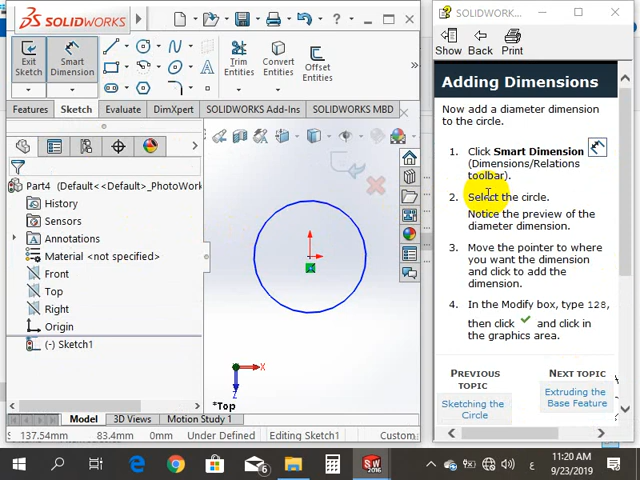 SOLIDWORKS
SOLIDWORK...
Exit
Sketch
Smart
Dimension
Trim
Entities
Convert
Entities
Offset
Entities
Features
Sketch
Evaluate
DimXpert
SOLIDWORKS Add-Ins
SOLIDWORKS MBD
Part4 (Default<<Default>_PhotoWork
History
Sensors
Annotations
Material <not specified>
Front
Top
Right
Origin
(-) Sketch1
X
Z
*Top
Model
3D Views
Motion Study 1
137.54mm
83.4mm
0mm
Under Defined
Editing Sketch1
Custom
Show
Back
Print
Adding Dimensions
Now add a diameter dimension
to the circle.
1. Click Smart Dimension
(Dimensions/Relations
toolbar).
2. Select the circle.
Notice the preview of the
diameter dimension.
3. Move the pointer to where
you want the dimension
and click to add the
dimension.
4. In the Modify box, type 128,
then click and click in
the graphics area.
PREVIOUS
TOPIC
Sketching the
Circle
NEXT TOPIC
Extruding the
Base Feature
6
SW
2016
ع
11:20 AM
9/23/2019